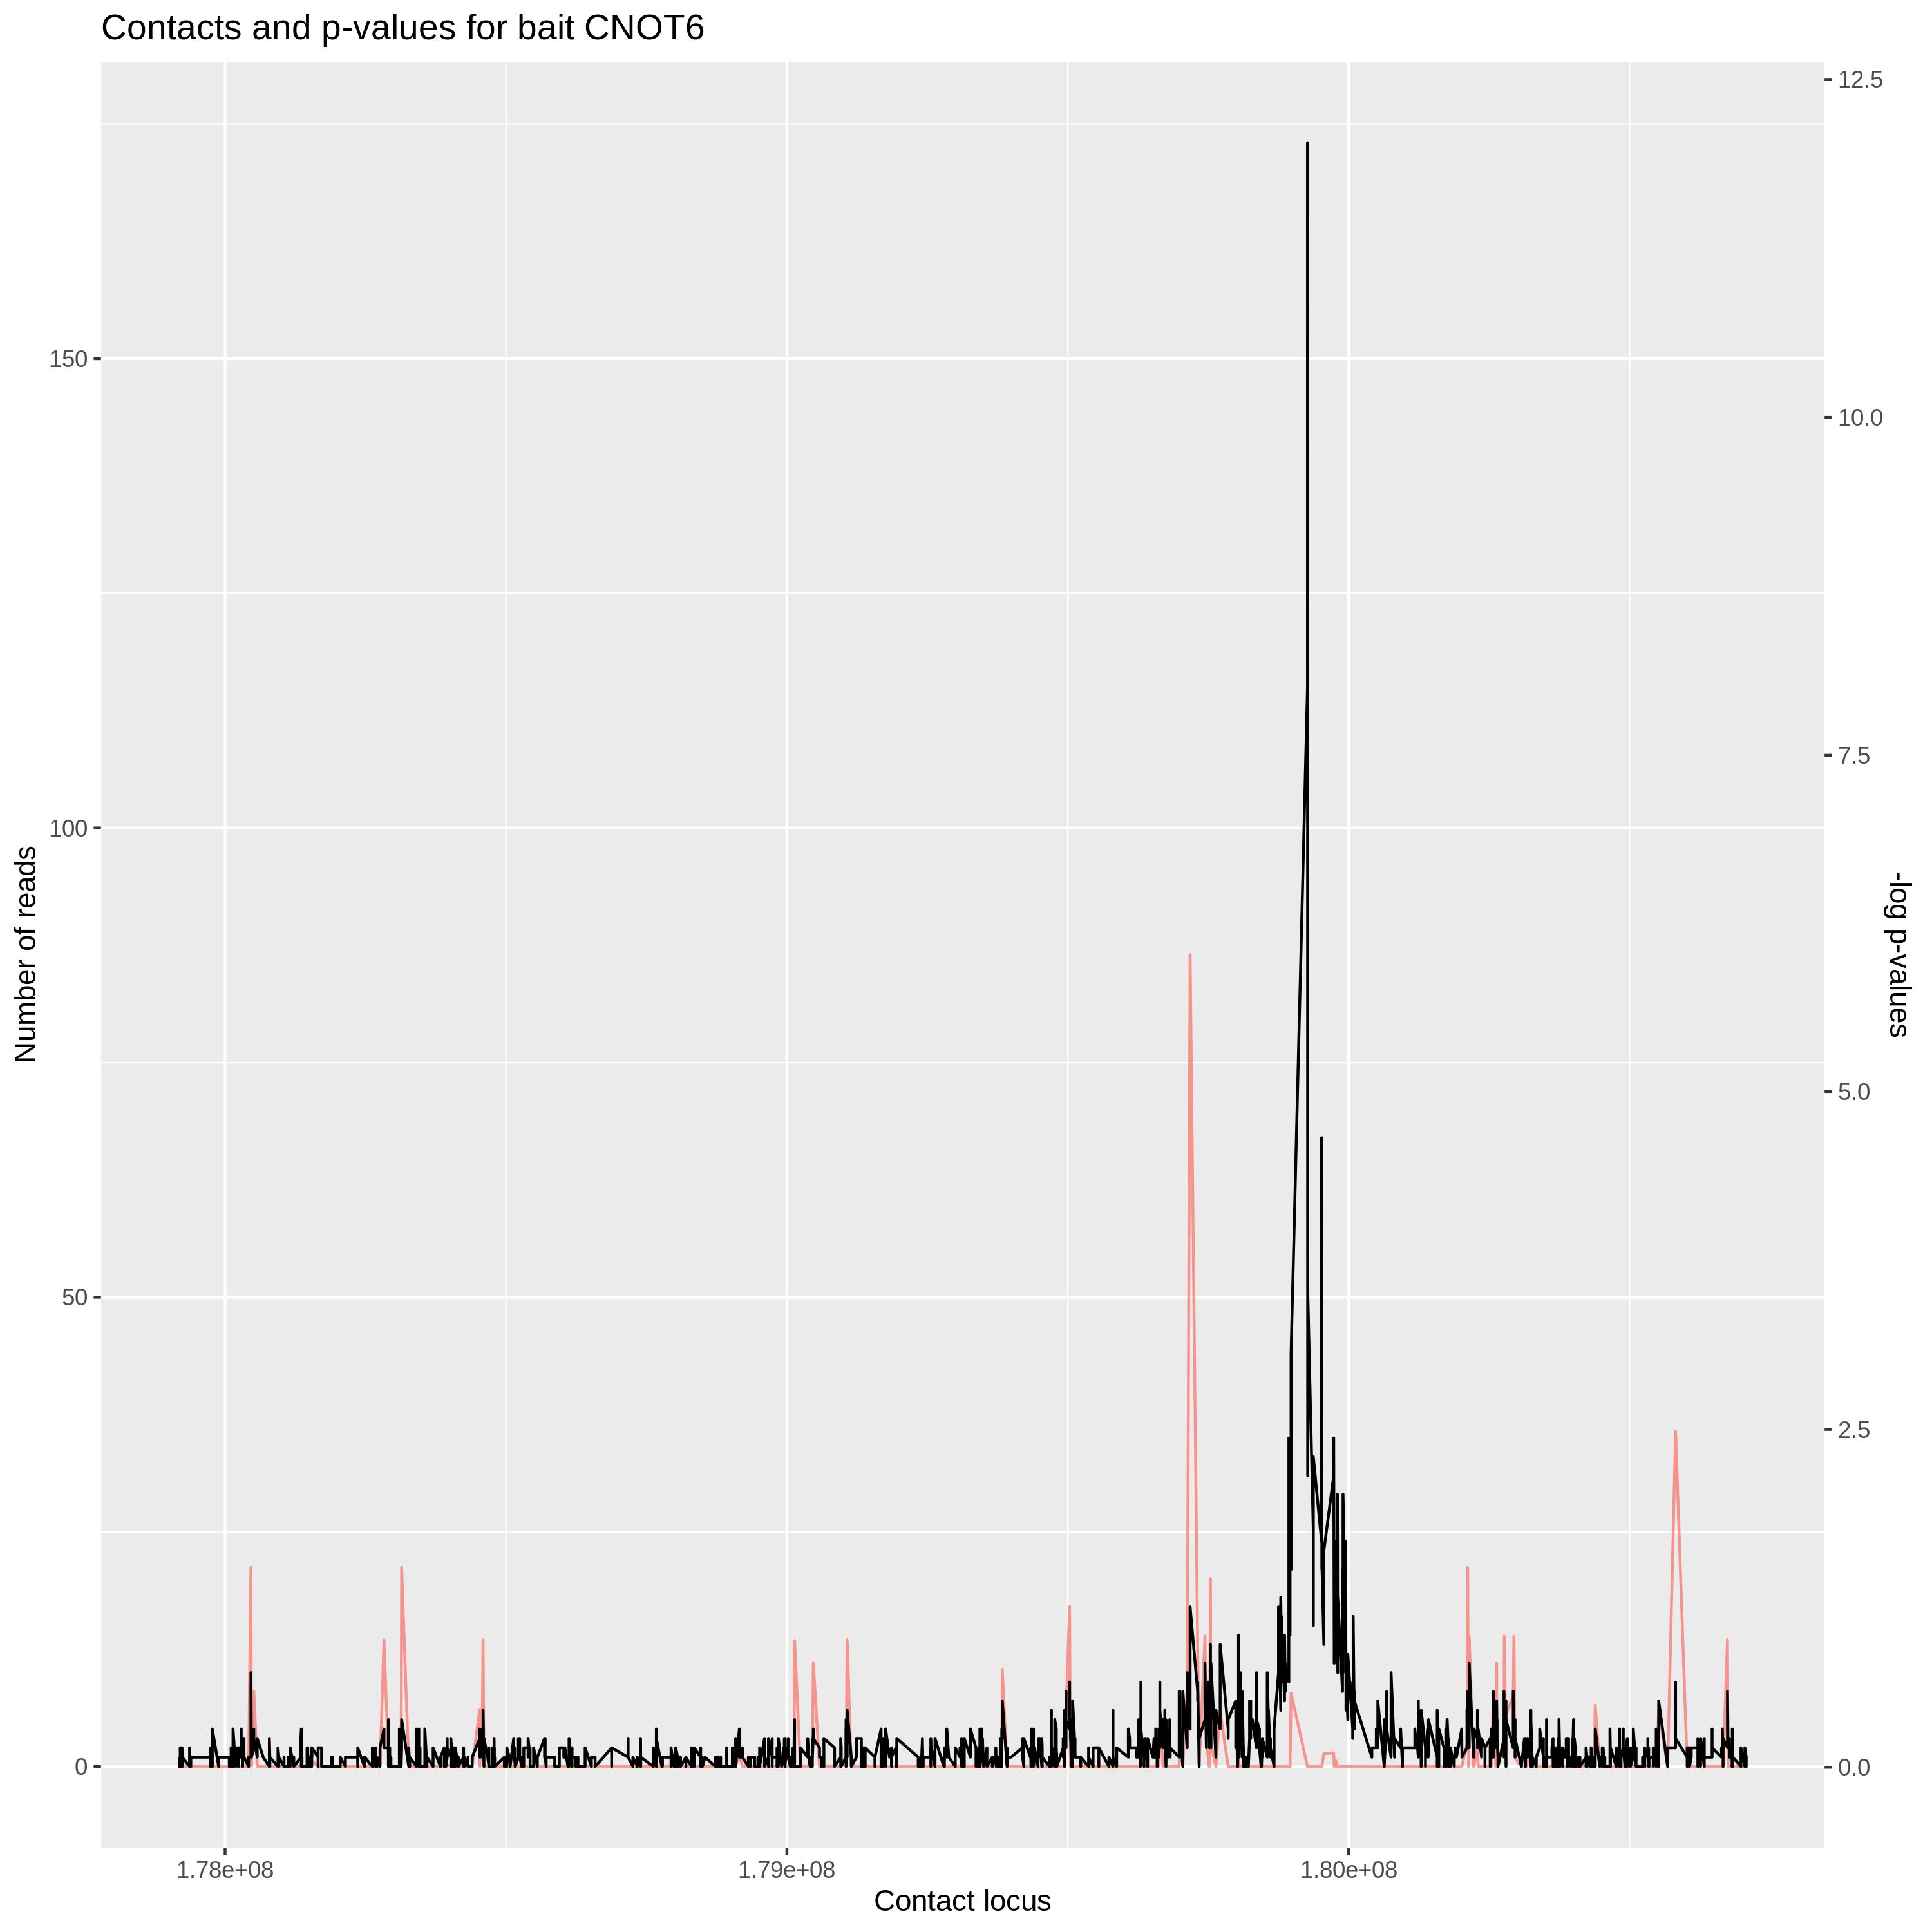 Contacts and p-values for bait CNOT6
12.5
150
10.0
7.5
100
Number of reads
-log p-values
5.0
50
2.5
0
0.0
1.78e+08
1.79e+08
1.80e+08
Contact locus